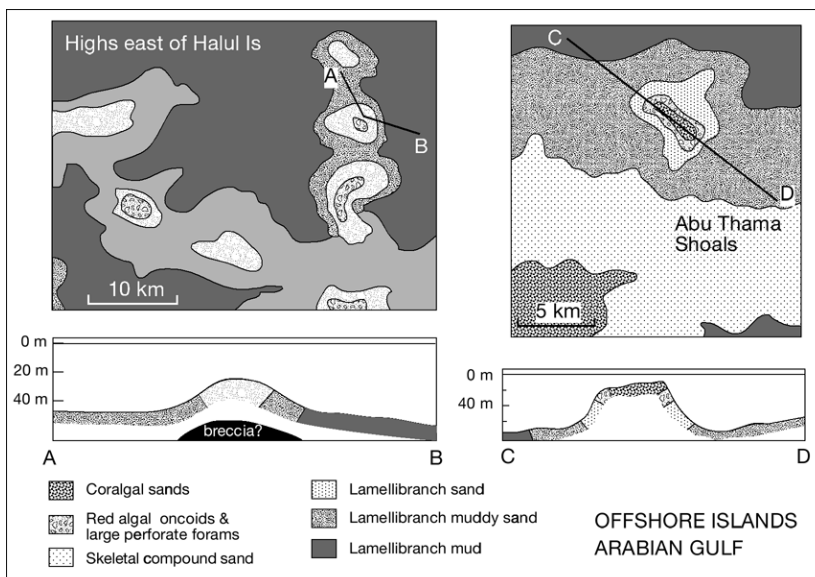 Highs east of Halul Is
A
B
10 km
C
D
Abu Thama
Shoals
5 km
0 m
20 m
40 m
breccia?
A
B
0 m
40 m
C
D
Coralgal sands
Red algal oncoids &
large perforate forams
Skeletal compound sand
Lamellibranch sand
Lamellibranch muddy sand
Lamellibranch mud
OFFSHORE ISLANDS
ARABIAN GULF